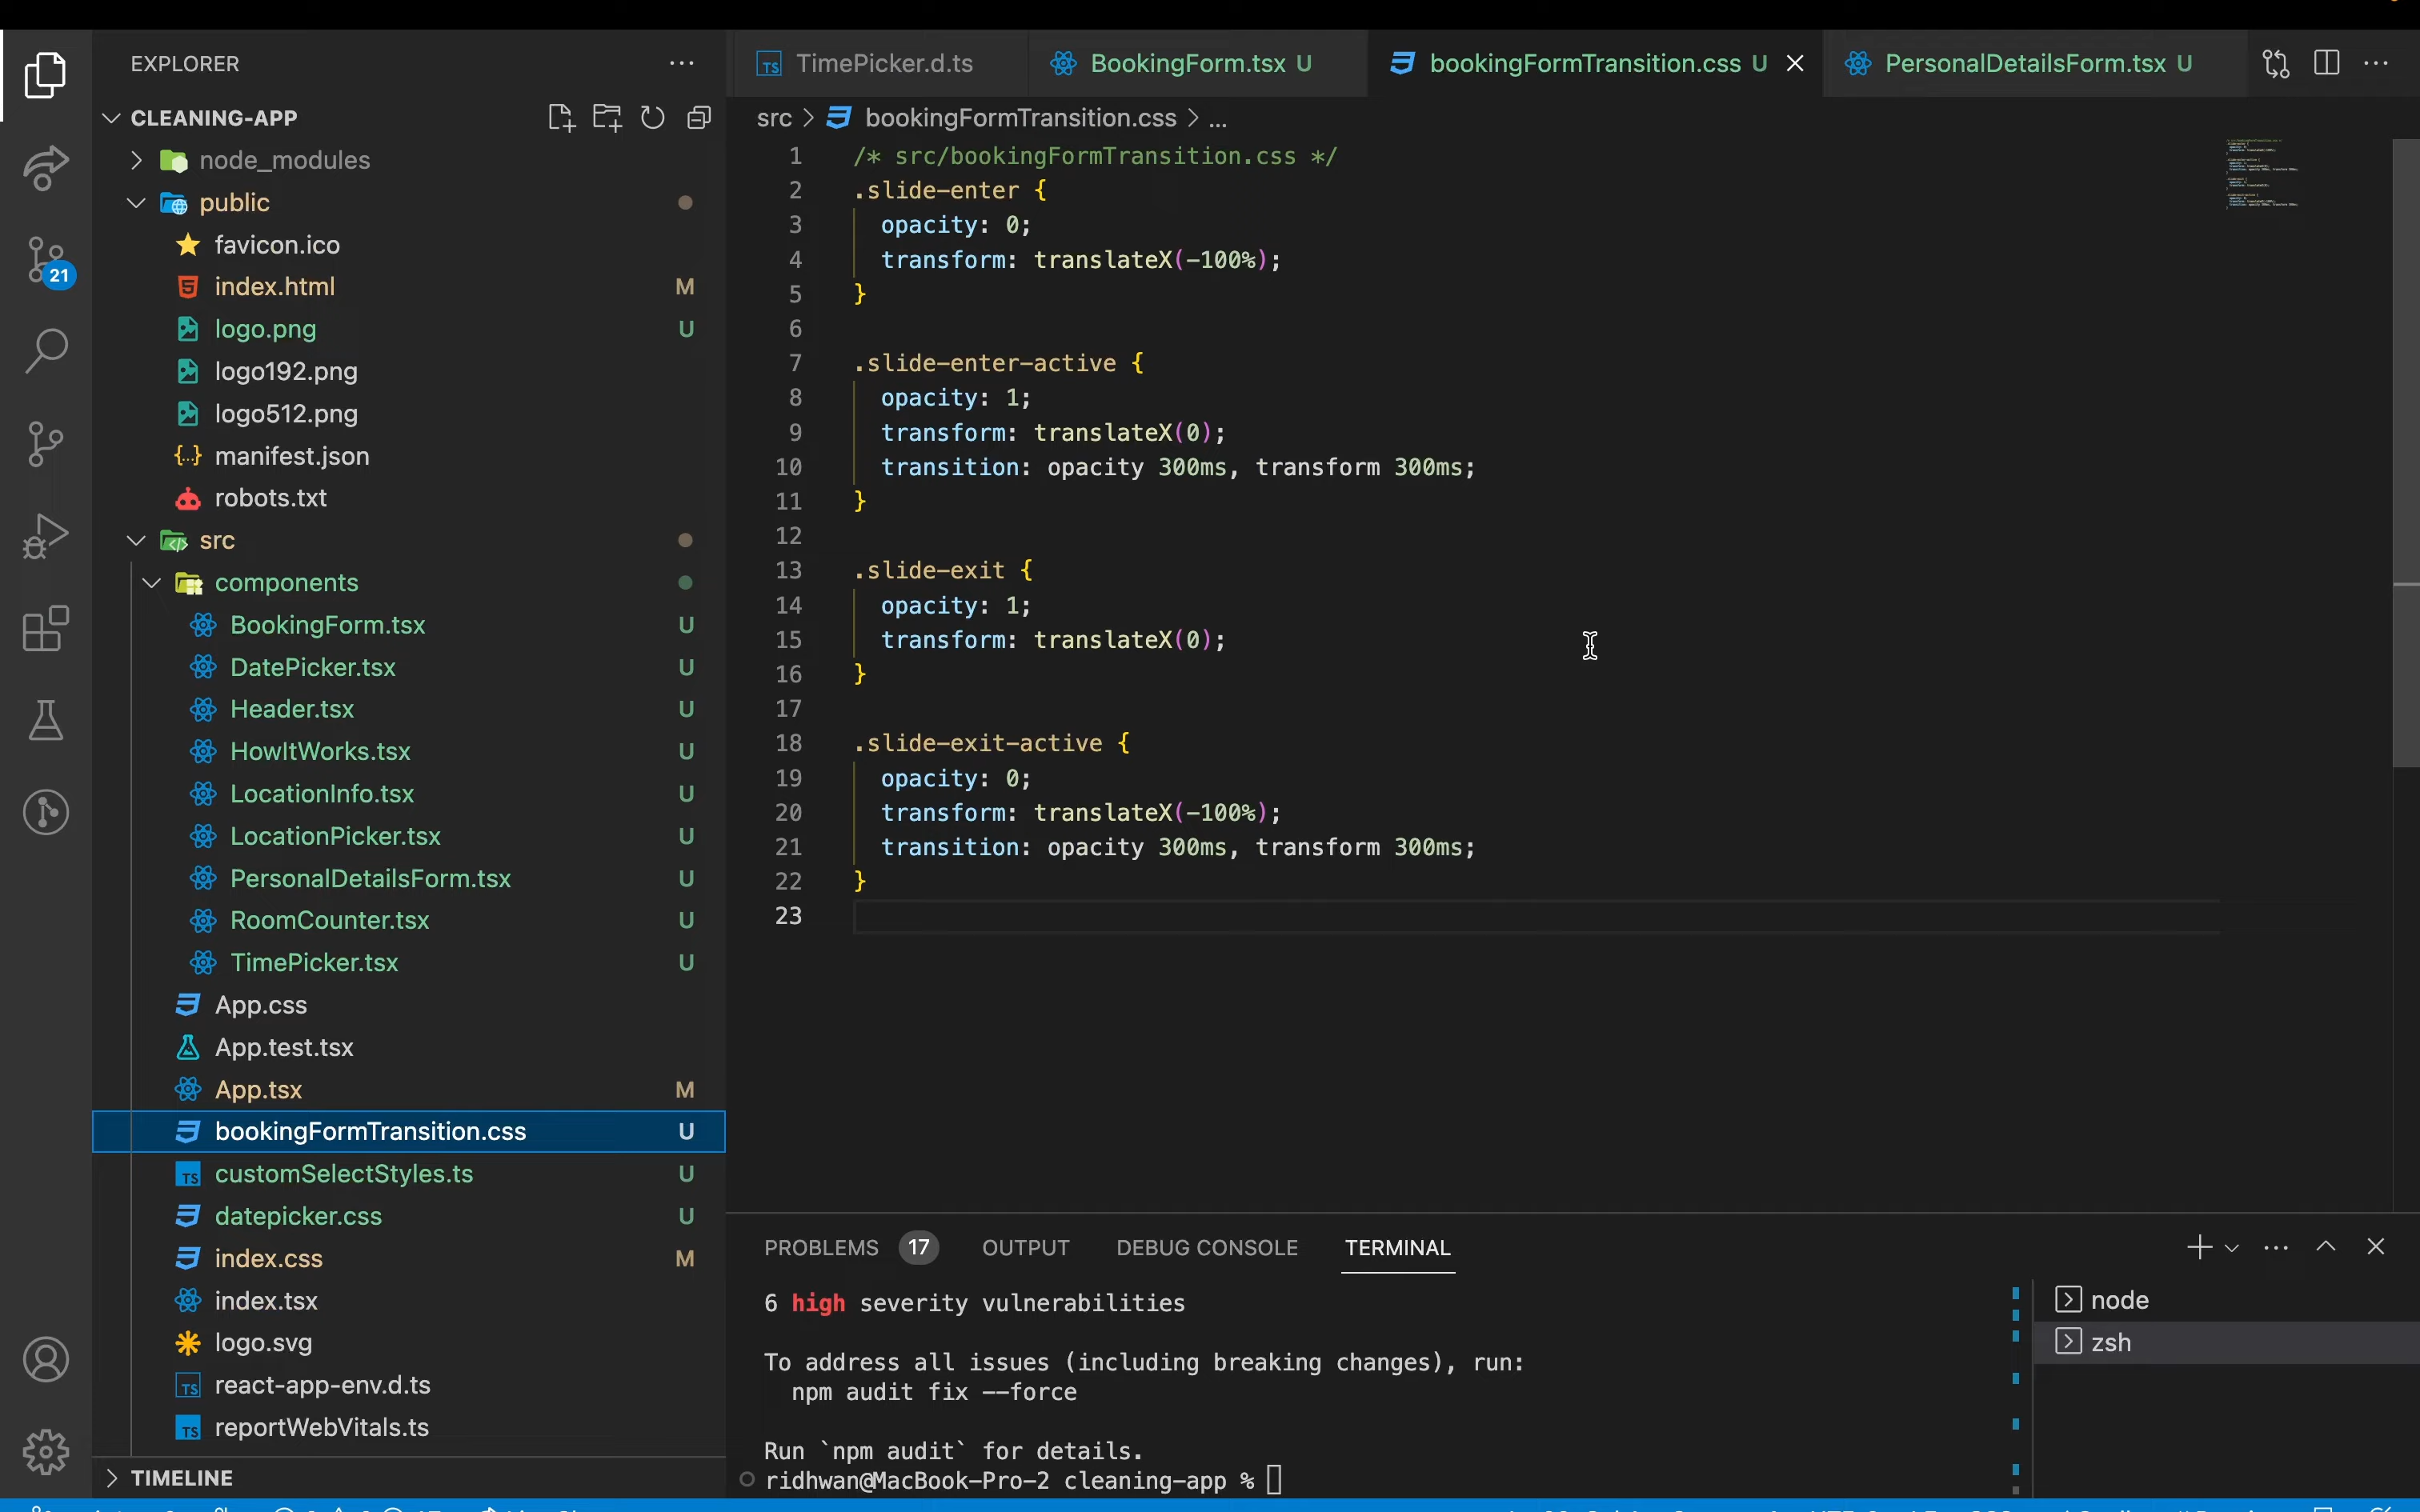 EXPLORER
CLEANING-APP
node_modules
public
favicon.ico
index.html M
logo.png U
logo192.png
logo512.png
manifest.json
robots.txt
src
components
BookingForm.tsx U
DatePicker.tsx U
Header.tsx U
HowItWorks.tsx U
LocationInfo.tsx U
LocationPicker.tsx U
PersonalDetailsForm.tsx U
RoomCounter.tsx U
TimePicker.tsx U
App.css
App.test.tsx
App.tsx M
bookingFormTransition.css U
customSelectStyles.ts U
datepicker.css U
index.css M
index.tsx
logo.svg
react-app-env.d.ts
reportWebVitals.ts
TIMELINE
21
TimePicker.d.ts BookingForm.tsx U bookingFormTransition.css U PersonalDetailsForm.tsx U
src > bookingFormTransition.css > ...
1 /* src/bookingFormTransition.css */
2 .slide-enter {
3 opacity: 0;
4 transform: translateX(-100%);
5 }
6
7 .slide-enter-active {
8 opacity: 1;
9 transform: translateX(0);
10 transition: opacity 300ms, transform 300ms;
11 }
12
13 .slide-exit {
14 opacity: 1;
15 transform: translateX(0);
16 }
17
18 .slide-exit-active {
19 opacity: 0;
20 transform: translateX(-100%);
21 transition: opacity 300ms, transform 300ms;
22 }
23
PROBLEMS 17 OUTPUT DEBUG CONSOLE TERMINAL
6 high severity vulnerabilities
To address all issues (including breaking changes), run:
npm audit fix --force
Run `npm audit` for details.
ridhwan@MacBook-Pro-2 cleaning-app %
node
zsh